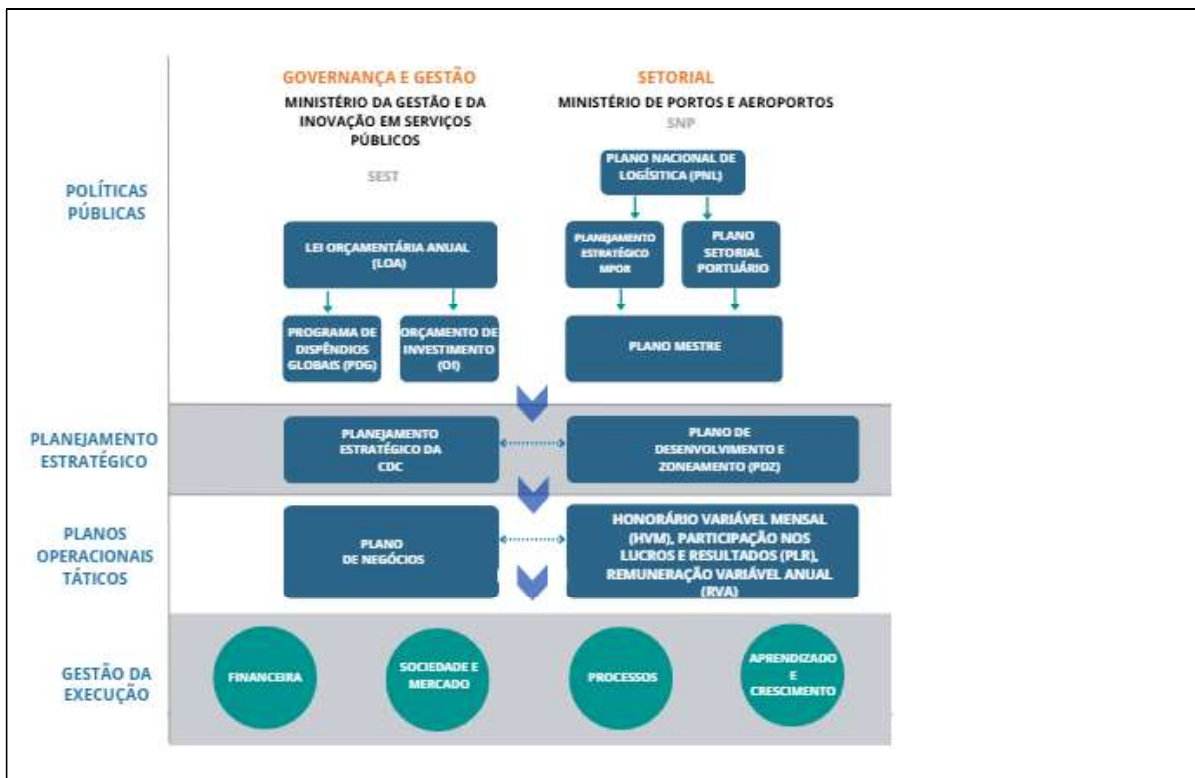 GOVERNANÇA E GESTÃO
MINISTÉRIO DA GESTÃO E DA
INOVAÇÃO EM SERVIÇOS
PÚBLICOS
SEST
SETORIAL
MINISTÉRIO DE PORTOS E AEROPORTOS
SNP
POLÍTICAS
PÚBLICAS
LEI ORÇAMENTÁRIA ANUAL
(LOA)
PROGRAMA DE
DISPÊNDIOS
GLOBAIS (PDG)
ORÇAMENTO DE
INVESTIMENTO
(OI)
PLANO NACIONAL DE
LOGÍSITICA (PNL)
PLANEJAMENTO
ESTRATÉGICO
MPOR
PLANO
SETORIAL
PORTUÁRIO
PLANO MESTRE
PLANEJAMENTO
ESTRATÉGICO
PLANEJAMENTO
ESTRATÉGICO DA
CDC
PLANO DE
DESENVOLVIMENTO E
ZONEAMENTO (PDZ)
PLANOS
OPERACIONAIS
TÁTICOS
PLANO
DE NEGÓCIOS
HONORÁRIO VARIÁVEL MENSAL
(HVM), PARTICIPAÇÃO NOS
LUCROS E RESULTADOS (PLR),
REMUNERAÇÃO VARIÁVEL ANUAL
(RVA)
GESTÃO DA
EXECUÇÃO
FINANCEIRA
SOCIEDADE E
MERCADO
PROCESSOS
APRENDIZADO
E
CRESCIMENTO